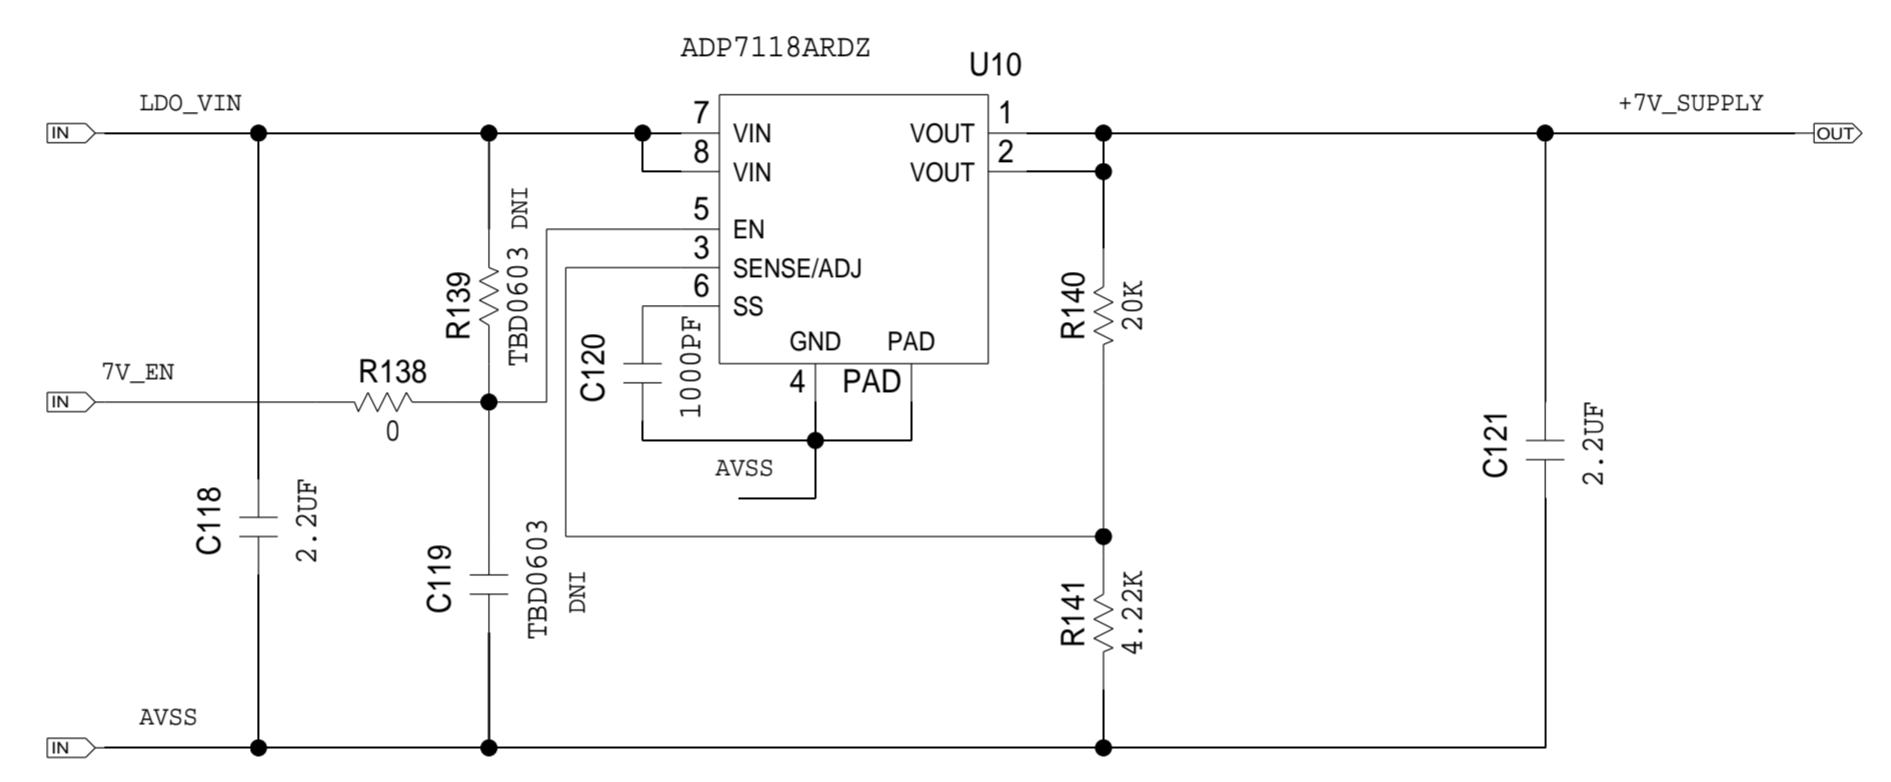 ADP7118ARDZ
U10
LDO_VIN
+7V_SUPPLY
IN
7
VIN
VOUT
1
OUT
8
VIN
VOUT
2
5
EN
3
SENSE/ADJ
6
SS
GND
PAD
4
PAD
R139
TBD0603
DNI
R140
20K
C120
1000PF
7V_EN
IN
R138
0
AVSS
C121
2.2UF
C118
2.2UF
C119
TBD0603
DNI
R141
4.22K
AVSS
IN